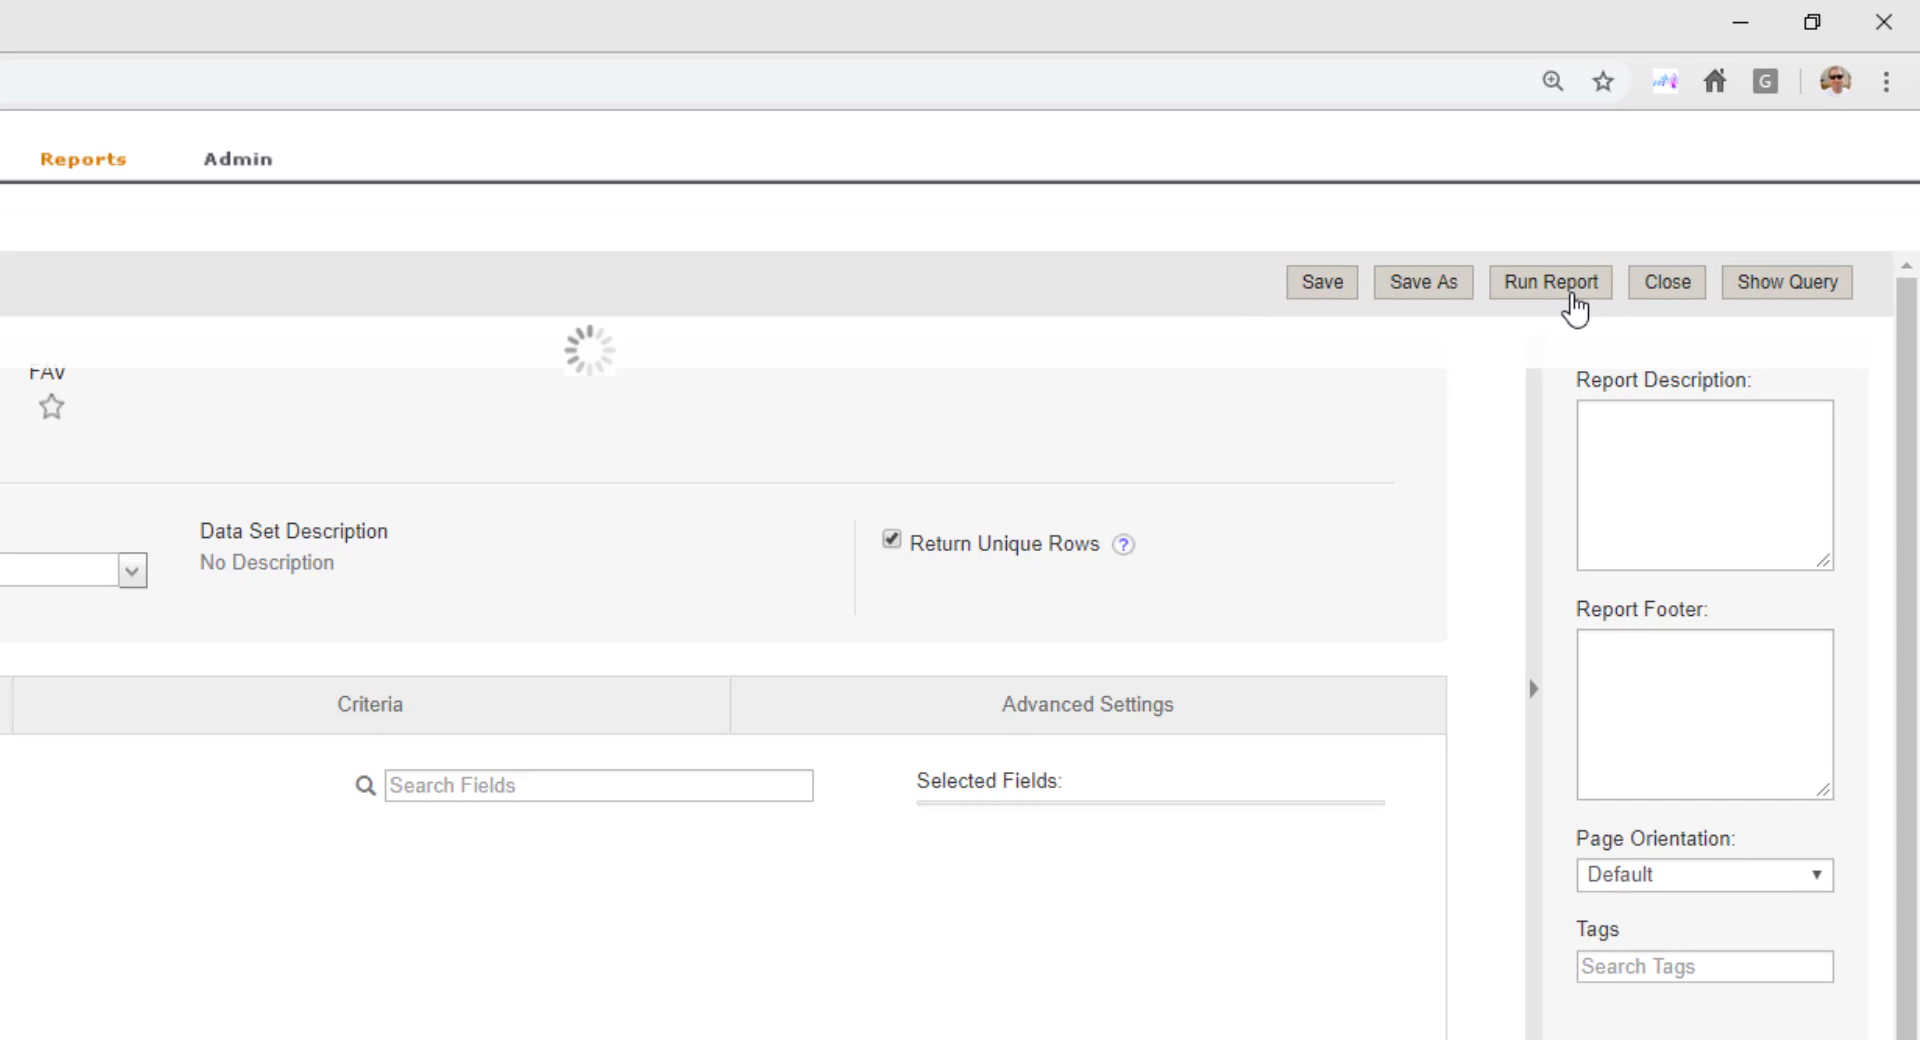 G
Reports Admin
Save Save As Run Report Close Show Query
FAV
Report Description:
Data Set Description
No Description
Return Unique Rows ?
Report Footer:
Criteria Advanced Settings
Search Fields
Selected Fields:
Page Orientation:
Default
Tags
Search Tags